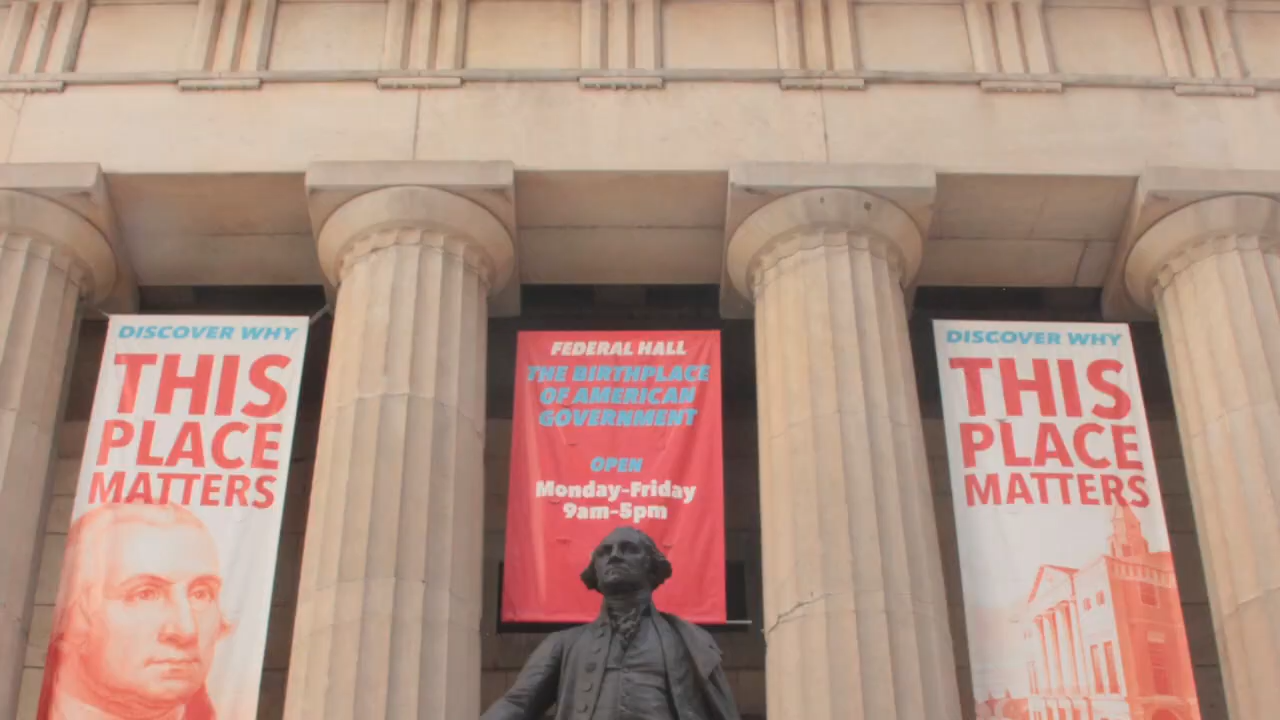 DISCOVER WHY
THIS
PLACE
MATTERS
FEDERAL HALL
THE BIRTHPLACE
OF AMERICAN
GOVERNMENT
OPEN
Monday-Friday
9am-5pm
DISCOVER WHY
THIS
PLACE
MATTERS